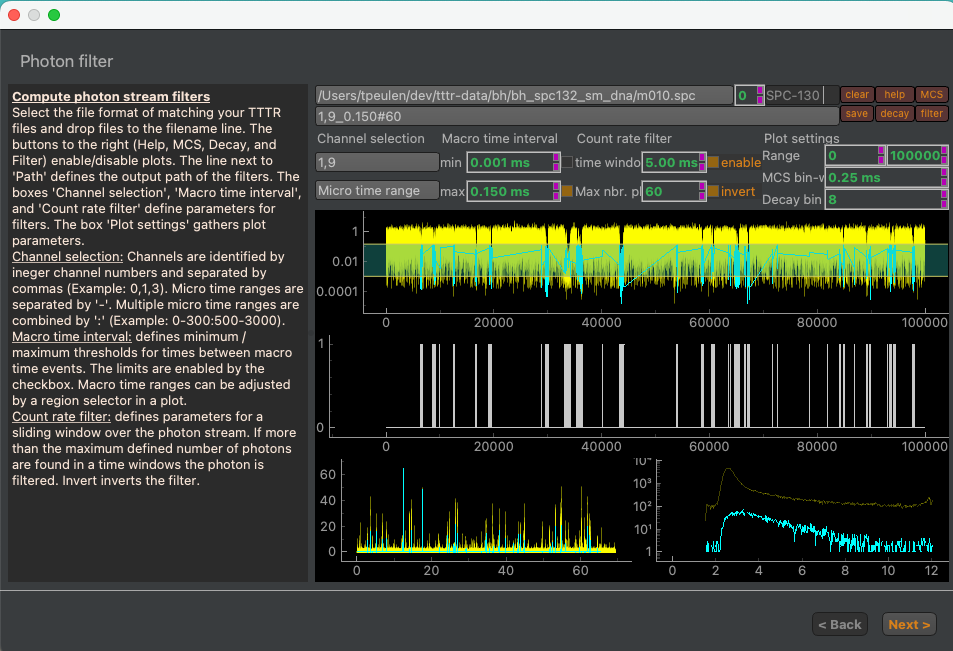 Photon filter
Compute photon stream filters
Select the file format of matching your TTTR
files and drop files to the filename line. The
buttons to the right (Help, MCS, Decay, and
Filter) enable/disable plots. The line next to
'Path' defines the output path of the filters. The
boxes 'Channel selection', 'Macro time interval',
and 'Count rate filter' define parameters for
filters. The box 'Plot settings' gathers plot
parameters.
Channel selection: Channels are identified by
ineger channel numbers and separated by
commas (Example: 0,1,3). Micro time ranges are
separated by '-'. Multiple micro time ranges are
combined by ':' (Example: 0-300:500-3000).
Macro time interval: defines minimum /
maximum thresholds for times between macro
time events. The limits are enabled by the
checkbox. Macro time ranges can be adjusted
by a region selector in a plot.
Count rate filter: defines parameters for a
sliding window over the photon stream. If more
than the maximum defined number of photons
are found in a time windows the photon is
filtered. Invert inverts the filter.
/Users/tpeulen/dev/tttr-data/bh/bh_spc132_sm_dna/m010.spc 0 SPC-130 clear help MCS
1,9_0.150#60 save decay filter
Channel selection Macro time interval Count rate filter Plot settings
1,9 min 0.001 ms time windo 5.00 ms enable Range 0 100000
MCS bin-v 0.25 ms
Micro time range max 0.150 ms Max nbr. pl 60 invert Decay bin 8
1
0.01
0.0001
0 20000 40000 60000 80000 100000
1
0
0 20000 40000 60000 80000 100000
60
40
20
0
0 20 40 60
10⁴
10³
10²
10¹
1
0 2 4 6 8 10 12
< Back Next >